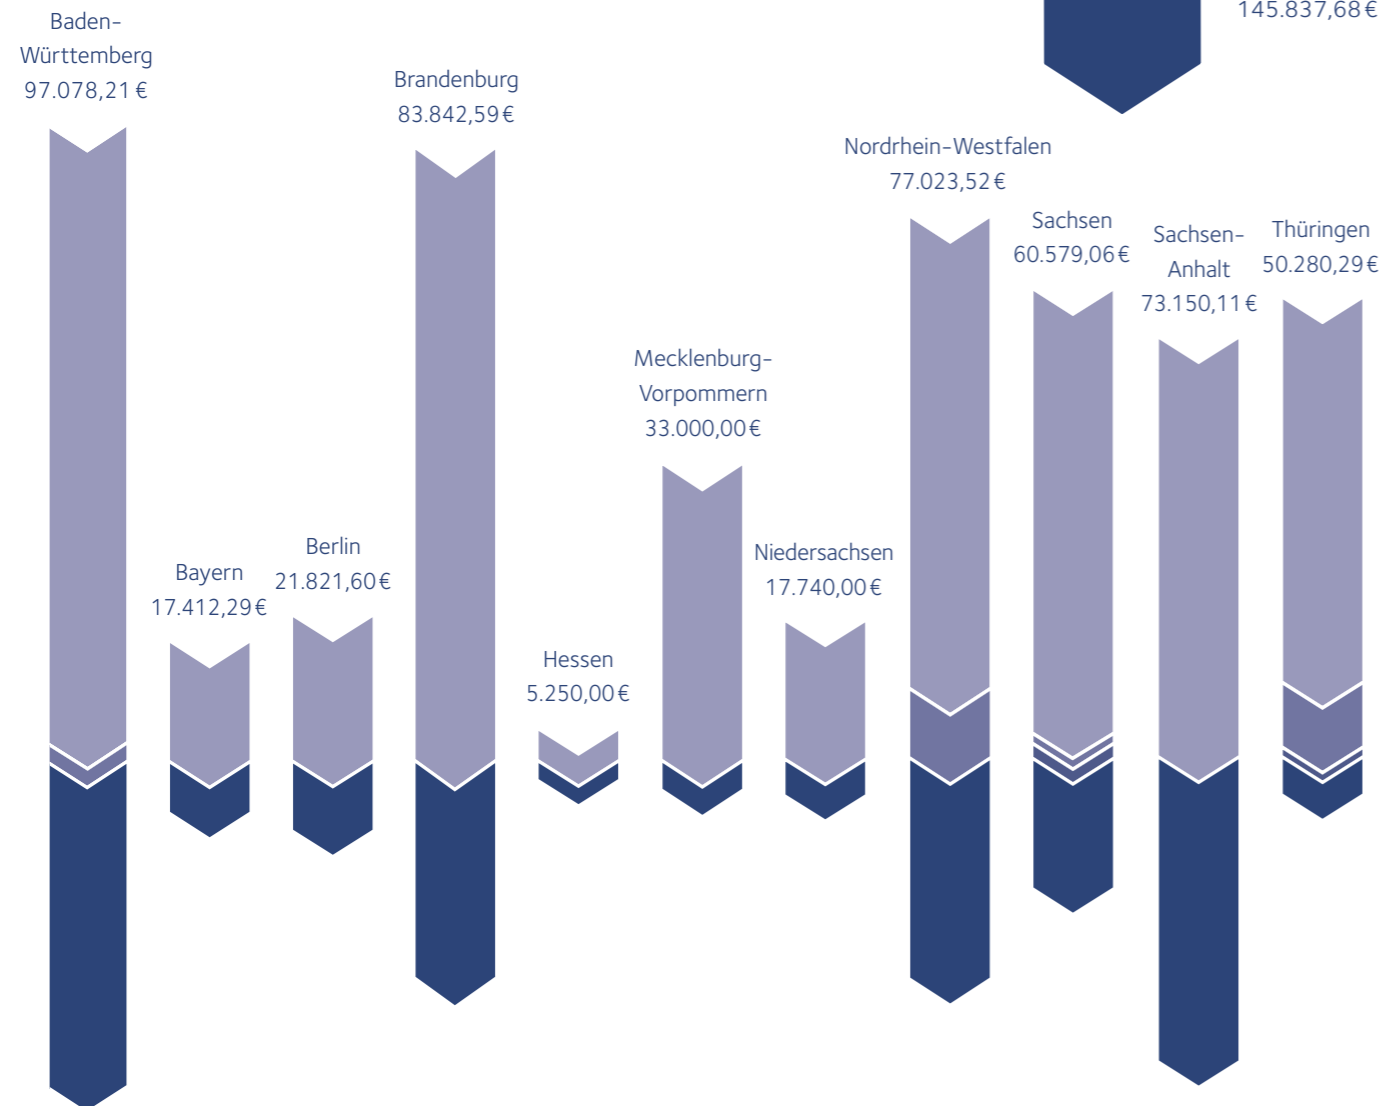 145.837,68 €
Baden-
Württemberg
97.078,21 €
Brandenburg
83.842,59 €
Nordrhein-Westfalen
77.023,52 €
Sachsen
60.579,06 €
Sachsen-
Anhalt
73.150,11 €
Thüringen
50.280,29 €
Mecklenburg-
Vorpommern
33.000,00 €
Berlin
21.821,60 €
Bayern
17.412,29 €
Niedersachsen
17.740,00 €
Hessen
5.250,00 €